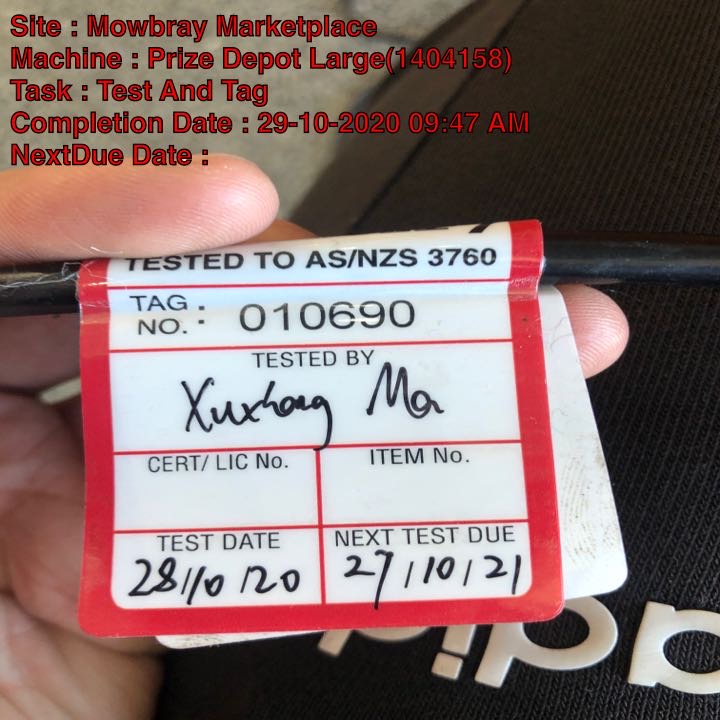 Site : Mowbray Marketplace
Machine : Prize Depot Large(1404158)
Task : Test And Tag
Completion Date : 29-10-2020 09:47 AM
NextDue Date :
TESTED TO AS/NZS 3760
TAG NO. : 010690
TESTED BY
Xuxhong Ma
CERT/ LIC No. ITEM No.
TEST DATE NEXT TEST DUE
28/10/20 27/10/21